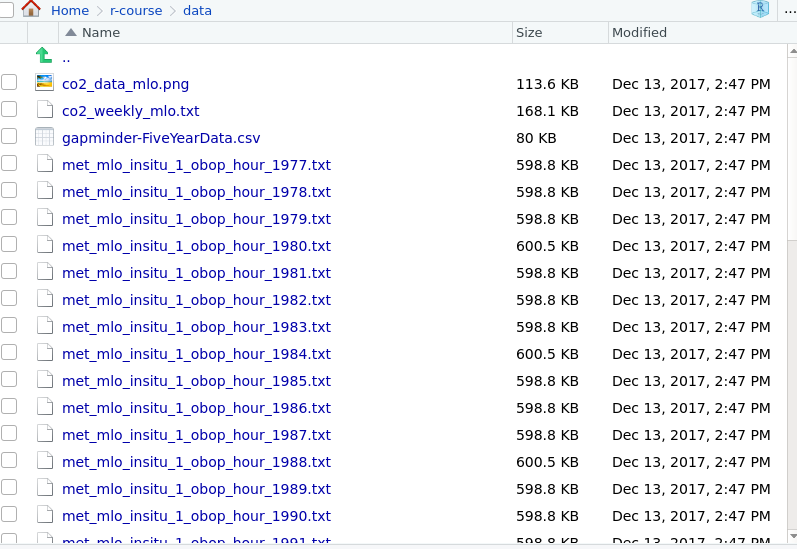 Home r-course data R ...
Name Size Modified
..
co2_data_mlo.png 113.6 KB Dec 13, 2017, 2:47 PM
co2_weekly_mlo.txt 168.1 KB Dec 13, 2017, 2:47 PM
gapminder-FiveYearData.csv 80 KB Dec 13, 2017, 2:47 PM
met_mlo_insitu_1_obop_hour_1977.txt 598.8 KB Dec 13, 2017, 2:47 PM
met_mlo_insitu_1_obop_hour_1978.txt 598.8 KB Dec 13, 2017, 2:47 PM
met_mlo_insitu_1_obop_hour_1979.txt 598.8 KB Dec 13, 2017, 2:47 PM
met_mlo_insitu_1_obop_hour_1980.txt 600.5 KB Dec 13, 2017, 2:47 PM
met_mlo_insitu_1_obop_hour_1981.txt 598.8 KB Dec 13, 2017, 2:47 PM
met_mlo_insitu_1_obop_hour_1982.txt 598.8 KB Dec 13, 2017, 2:47 PM
met_mlo_insitu_1_obop_hour_1983.txt 598.8 KB Dec 13, 2017, 2:47 PM
met_mlo_insitu_1_obop_hour_1984.txt 600.5 KB Dec 13, 2017, 2:47 PM
met_mlo_insitu_1_obop_hour_1985.txt 598.8 KB Dec 13, 2017, 2:47 PM
met_mlo_insitu_1_obop_hour_1986.txt 598.8 KB Dec 13, 2017, 2:47 PM
met_mlo_insitu_1_obop_hour_1987.txt 598.8 KB Dec 13, 2017, 2:47 PM
met_mlo_insitu_1_obop_hour_1988.txt 600.5 KB Dec 13, 2017, 2:47 PM
met_mlo_insitu_1_obop_hour_1989.txt 598.8 KB Dec 13, 2017, 2:47 PM
met_mlo_insitu_1_obop_hour_1990.txt 598.8 KB Dec 13, 2017, 2:47 PM
met_mlo_insitu_1_obop_hour_1991.txt 598.8 KB Dec 13, 2017, 2:47 PM